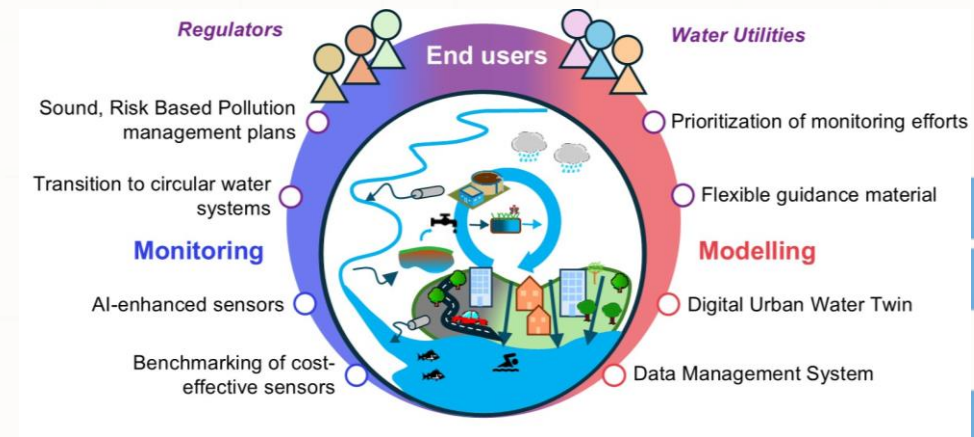 Regulators
End users
Water Utilities
Sound, Risk Based Pollution
management plans
Prioritization of monitoring efforts
Transition to circular water
systems
Flexible guidance material
Monitoring
Modelling
AI-enhanced sensors
Digital Urban Water Twin
Benchmarking of cost-
effective sensors
Data Management System